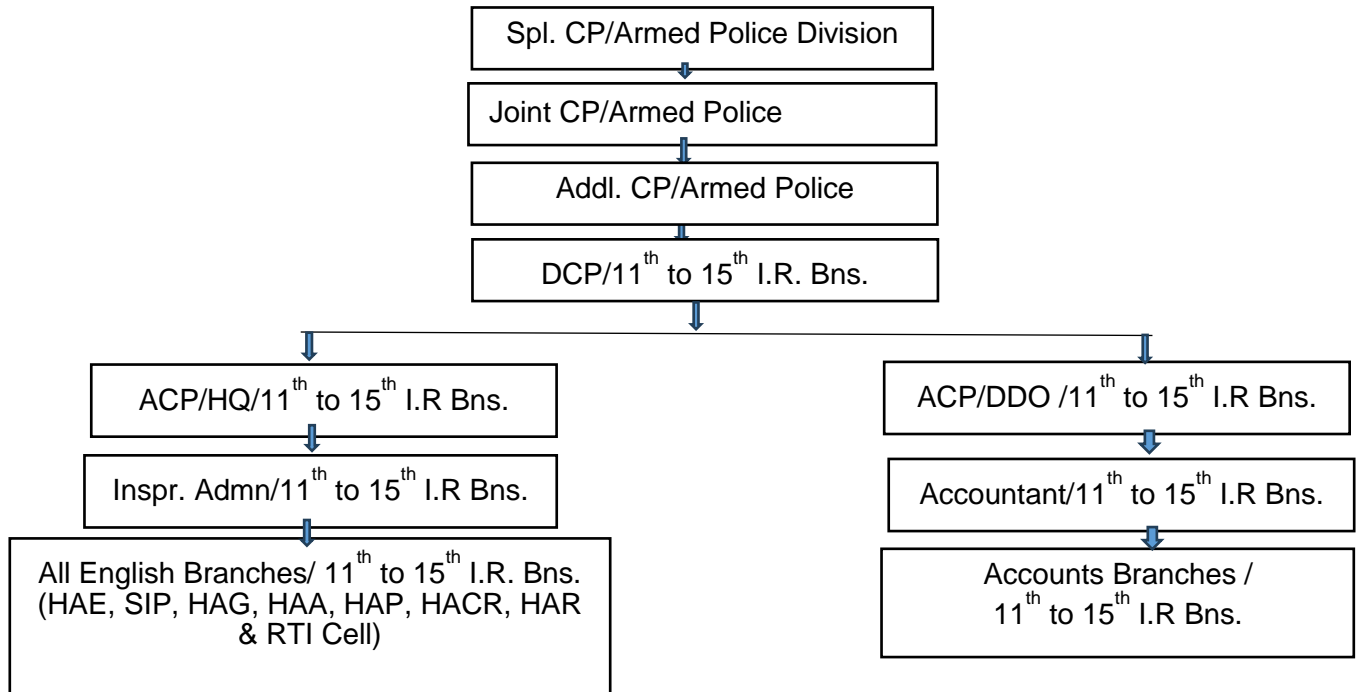 Spl. CP/Armed Police Division
Joint CP/Armed Police
Addl. CP/Armed Police
DCP/11th to 15th I.R. Bns.
ACP/HQ/11th to 15th I.R Bns.
ACP/DDO /11th to 15th I.R Bns.
Inspr. Admn/11th to 15th I.R Bns.
Accountant/11th to 15th I.R Bns.
All English Branches/ 11th to 15th I.R. Bns.
(HAE, SIP, HAG, HAA, HAP, HACR, HAR
& RTI Cell)
Accounts Branches /
11th to 15th I.R Bns.